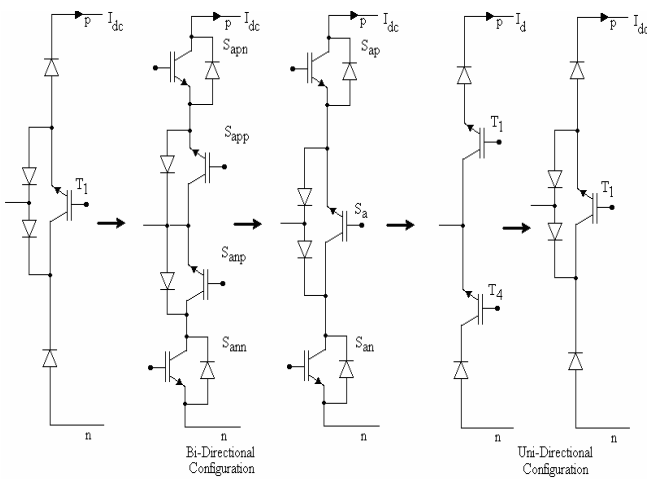 p I_dc p I_dc p I_dc p I_d p I_dc
S_apn S_ap
T_1
S_app
T_1 S_a T_1
S_anp
T_4
S_ann S_an
n n n n n
Bi-Directional
Configuration
Uni-Directional
Configuration